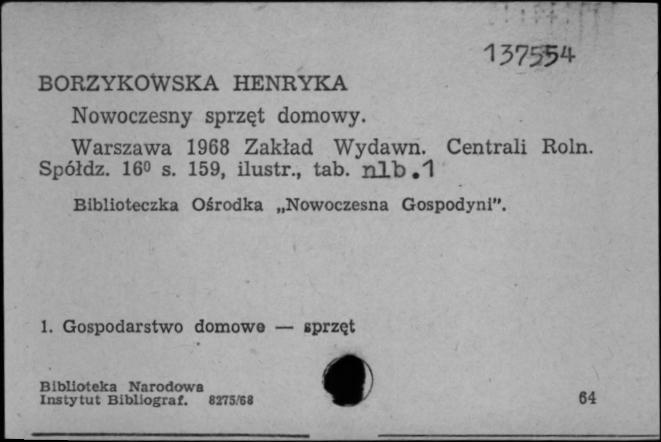 137554
BORZYKOWSKA HENRYKA
Nowoczesny sprzęt domowy.
Warszawa 1968 Zakład Wydawn. Centrali Roln.
Spółdz. 16⁰ s. 159, ilustr., tab. nlb.1
Biblioteczka Ośrodka „Nowoczesna Gospodyni”.
1. Gospodarstwo domowe — sprzęt
Biblioteka Narodowa
Instytut Bibliograf. 8275/68
64